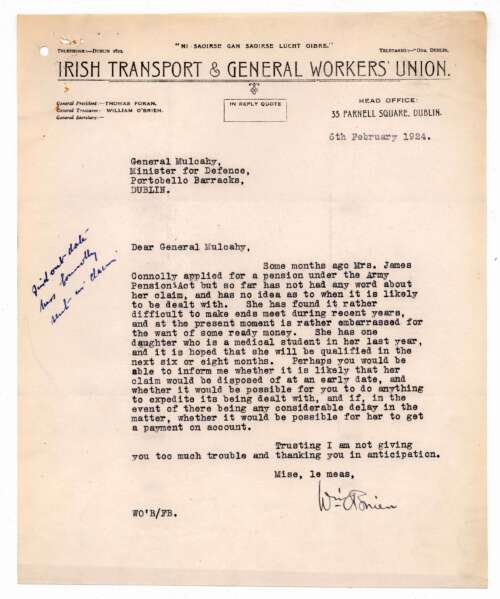 "NI SAOIRSE GAN SAOIRSE LUCHT OIBRE."
TELEPHONE:—DUBLIN
TELEGRAMS:— DUBLIN.
IRISH TRANSPORT & GENERAL WORKERS' UNION.
General President:—THOMAS FORAN.
General Treasurer: WILLIAM O'BRIEN.
General Secretary:—
IN REPLY QUOTE
HEAD OFFICE:
35 PARNELL SQUARE, DUBLIN.
6th February 1924.
General Mulcahy,
Minister for Defence,
Portobello Barracks,
DUBLIN.
Find out date
Mrs Connolly
sent in claim
Dear General Mulcahy,
Some months ago Mrs. James
Connolly applied for a pension under the Army
Pension Act but so far has not had any word about
her claim, and has no idea as to when it is likely
to be dealt with. She has found it rather
difficult to make ends meet during recent years,
and at the present moment is rather embarrassed for
the want of some ready money. She has one
daughter who is a medical student in her last year,
and it is hoped that she will be qualified in the
next six or eight months. Perhaps you would be
able to inform me whether it is likely that her
claim would be disposed of at an early date, and
whether it would be possible for you to do anything
to expedite its being dealt with, and if, in the
event of there being any considerable delay in the
matter, whether it would be possible for her to get
a payment on account.
Trusting I am not giving
you too much trouble and thanking you in anticipation.
Mise, le meas,
Wm O'Brien
WO'B/FB.